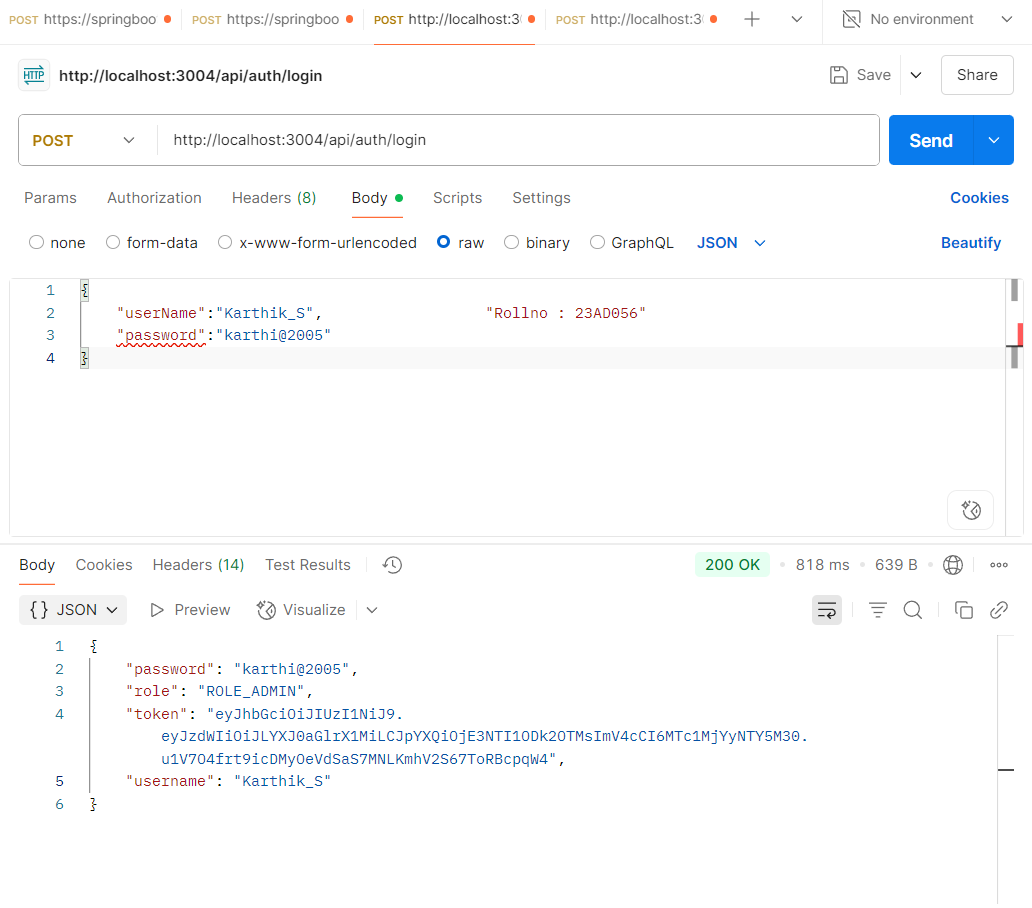 POST https://springboo POST https://springboo POST http://localhost:3 POST http://localhost:3 No environment
HTTP http://localhost:3004/api/auth/login Save Share
POST http://localhost:3004/api/auth/login Send
Params Authorization Headers (8) Body Scripts Settings Cookies
none form-data x-www-form-urlencoded raw binary GraphQL JSON Beautify
1 {
2 "userName":"Karthik_S", "Rollno : 23AD056"
3 "password":"karthi@2005"
4 }
Body Cookies Headers (14) Test Results 200 OK • 818 ms • 639 B •
{} JSON Preview Visualize
1 {
2 "password": "karthi@2005",
3 "role": "ROLE_ADMIN",
4 "token": "eyJhbGciOiJIUzI1NiJ9.
eyJzdWIiOiJLYXJ0aGlrX1MiLCJpYXQiOjE3NTI1ODk2OTMsImV4cCI6MTc1MjYyNTY5M30.
u1V7O4frt9icDMyOeVdSaS7MNLKmhV2S67ToRBcpqW4",
5 "username": "Karthik_S"
6 }